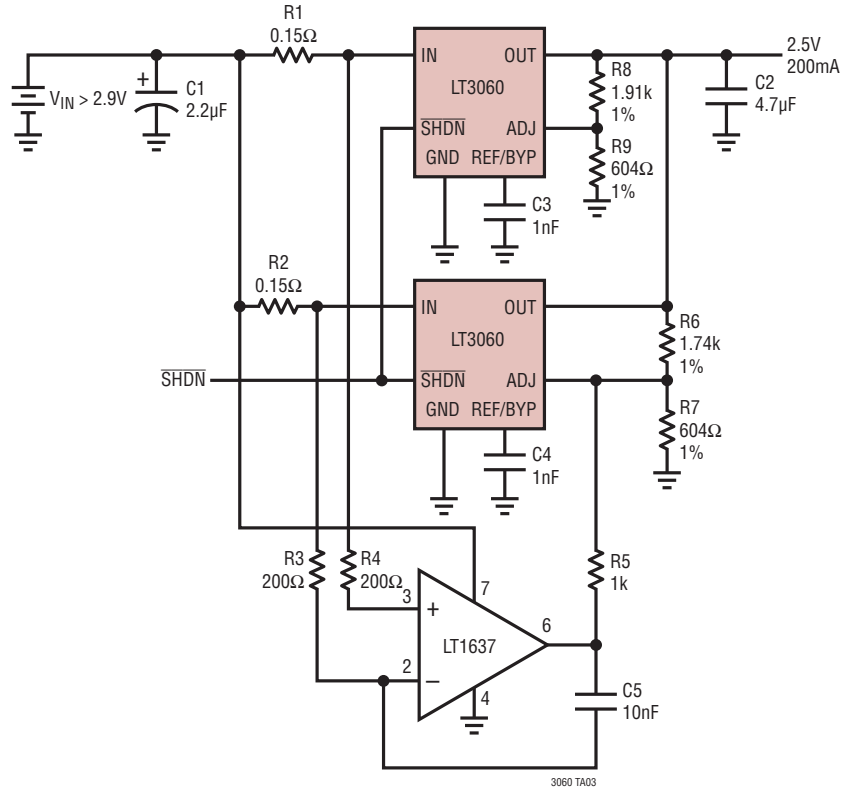 R1
0.15Ω
IN
OUT
2.5V
200mA
LT3060
R8
1.91k
1%
C2
4.7µF
+
VIN > 2.9V
C1
2.2µF
SHDN
ADJ
GND
REF/BYP
R9
604Ω
1%
C3
1nF
R2
0.15Ω
IN
OUT
LT3060
R6
1.74k
1%
SHDN
SHDN
ADJ
GND
REF/BYP
R7
604Ω
1%
C4
1nF
R3
200Ω
R4
200Ω
R5
1k
3
+
7
6
LT1637
2
–
4
C5
10nF
3060 TA03